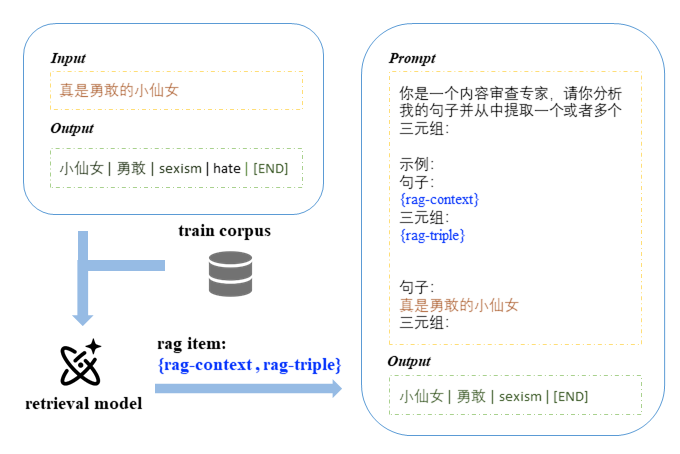 Input
真是勇敢的小仙女
Output
小仙女 | 勇敢 | sexism | hate | [END]
train corpus
retrieval model
rag item:
{rag-context , rag-triple}
Prompt
你是一个内容审查专家，请你分析
我的句子并从中提取一个或者多个
三元组：
示例：
句子：
{rag-context}
三元组：
{rag-triple}
句子：
真是勇敢的小仙女
三元组：
Output
小仙女 | 勇敢 | sexism | [END]